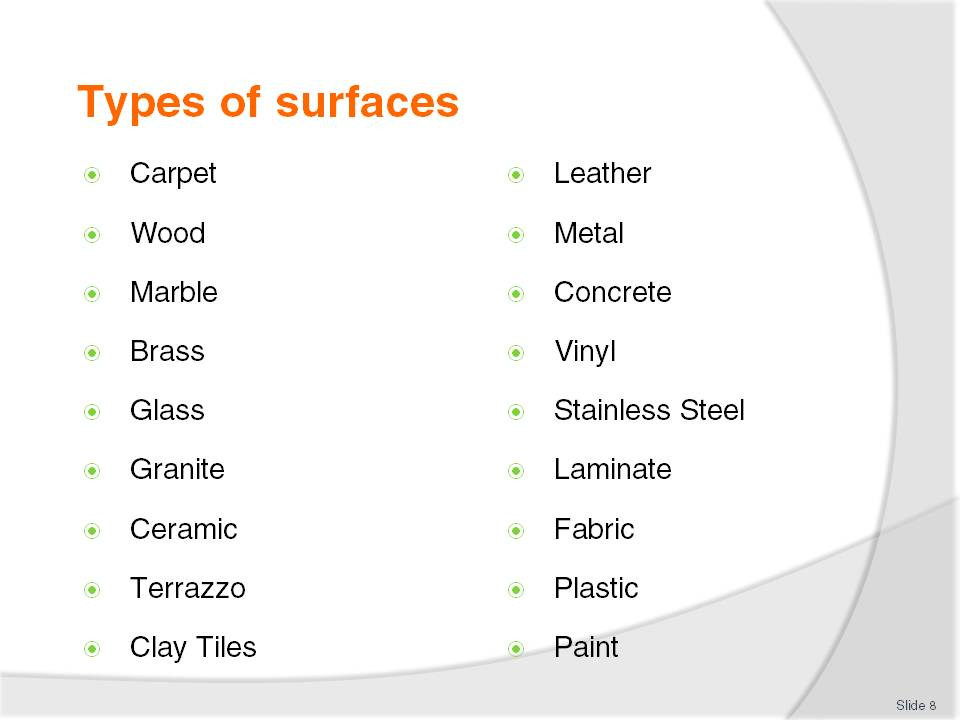 Types of surfaces
Carpet
Wood
Marble
Brass
Glass
Granite
Ceramic
Terrazzo
Clay Tiles
Leather
Metal
Concrete
Vinyl
Stainless Steel
Laminate
Fabric
Plastic
Paint
Slide 8